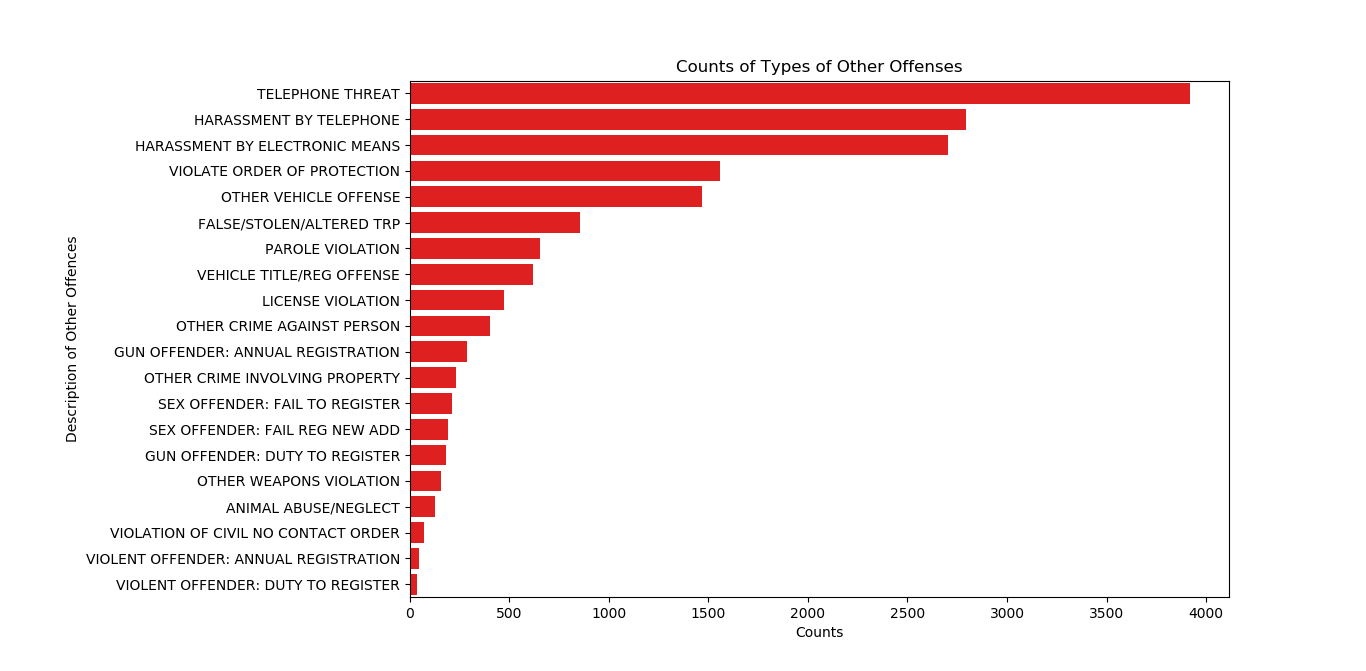 Counts of Types of Other Offenses
Description of Other Offences
TELEPHONE THREAT
HARASSMENT BY TELEPHONE
HARASSMENT BY ELECTRONIC MEANS
VIOLATE ORDER OF PROTECTION
OTHER VEHICLE OFFENSE
FALSE/STOLEN/ALTERED TRP
PAROLE VIOLATION
VEHICLE TITLE/REG OFFENSE
LICENSE VIOLATION
OTHER CRIME AGAINST PERSON
GUN OFFENDER: ANNUAL REGISTRATION
OTHER CRIME INVOLVING PROPERTY
SEX OFFENDER: FAIL TO REGISTER
SEX OFFENDER: FAIL REG NEW ADD
GUN OFFENDER: DUTY TO REGISTER
OTHER WEAPONS VIOLATION
ANIMAL ABUSE/NEGLECT
VIOLATION OF CIVIL NO CONTACT ORDER
VIOLENT OFFENDER: ANNUAL REGISTRATION
VIOLENT OFFENDER: DUTY TO REGISTER
0 500 1000 1500 2000 2500 3000 3500 4000
Counts